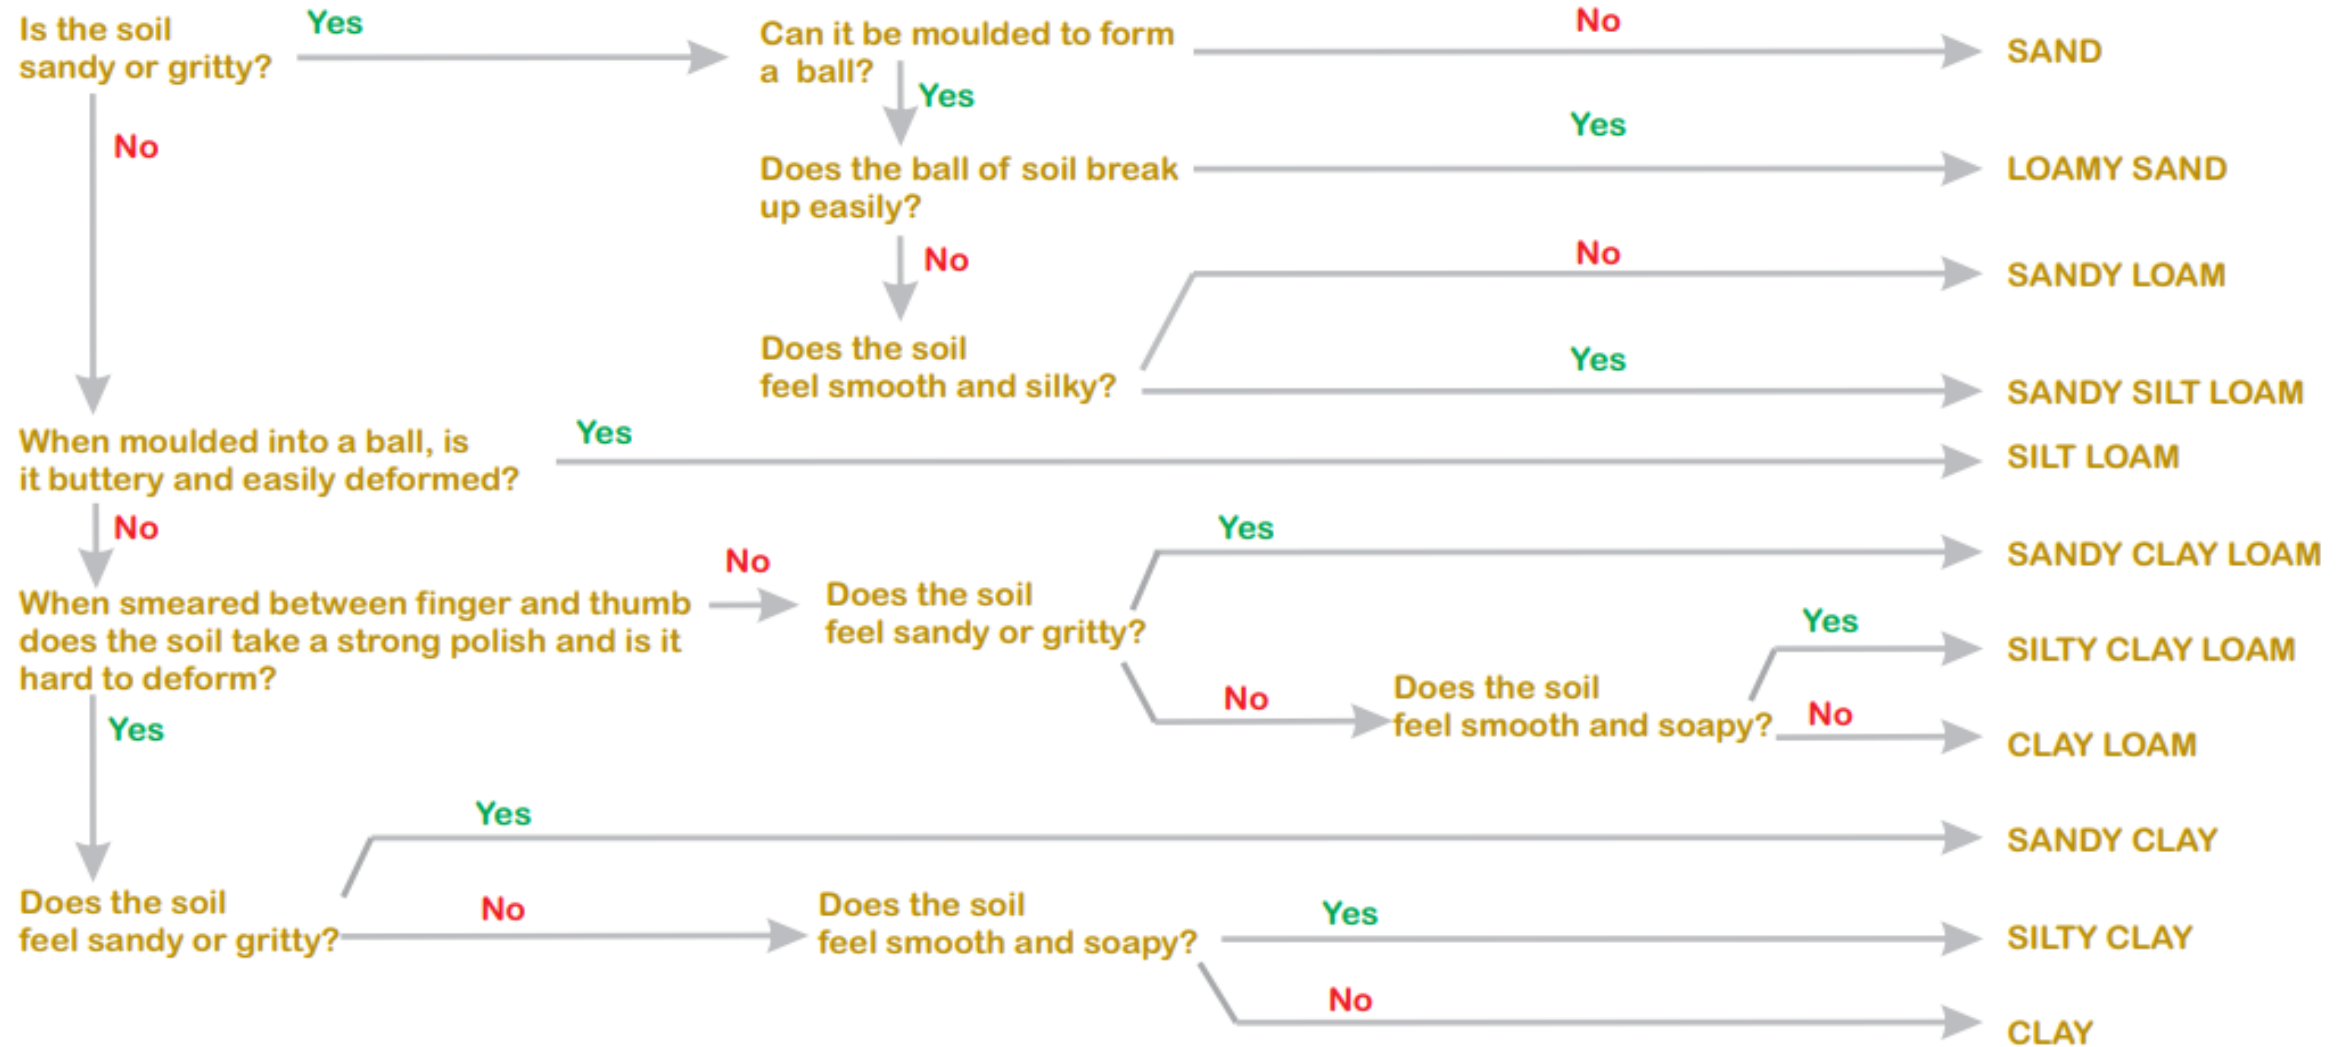 Is the soil
sandy or gritty?
Yes
Can it be moulded to form
a ball?
No
SAND
Yes
No
Does the ball of soil break
up easily?
Yes
LOAMY SAND
No
Does the soil
feel smooth and silky?
No
SANDY LOAM
Yes
SANDY SILT LOAM
When moulded into a ball, is
it buttery and easily deformed?
Yes
SILT LOAM
No
When smeared between finger and thumb
does the soil take a strong polish and is it
hard to deform?
No
Does the soil
feel sandy or gritty?
Yes
SANDY CLAY LOAM
No
Does the soil
feel smooth and soapy?
Yes
SILTY CLAY LOAM
No
CLAY LOAM
Yes
Does the soil
feel sandy or gritty?
Yes
SANDY CLAY
No
Does the soil
feel smooth and soapy?
Yes
SILTY CLAY
No
CLAY